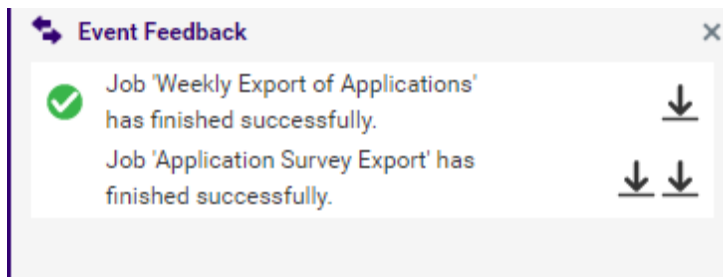 Event Feedback
Job 'Weekly Export of Applications'
has finished successfully.
Job 'Application Survey Export' has
finished successfully.